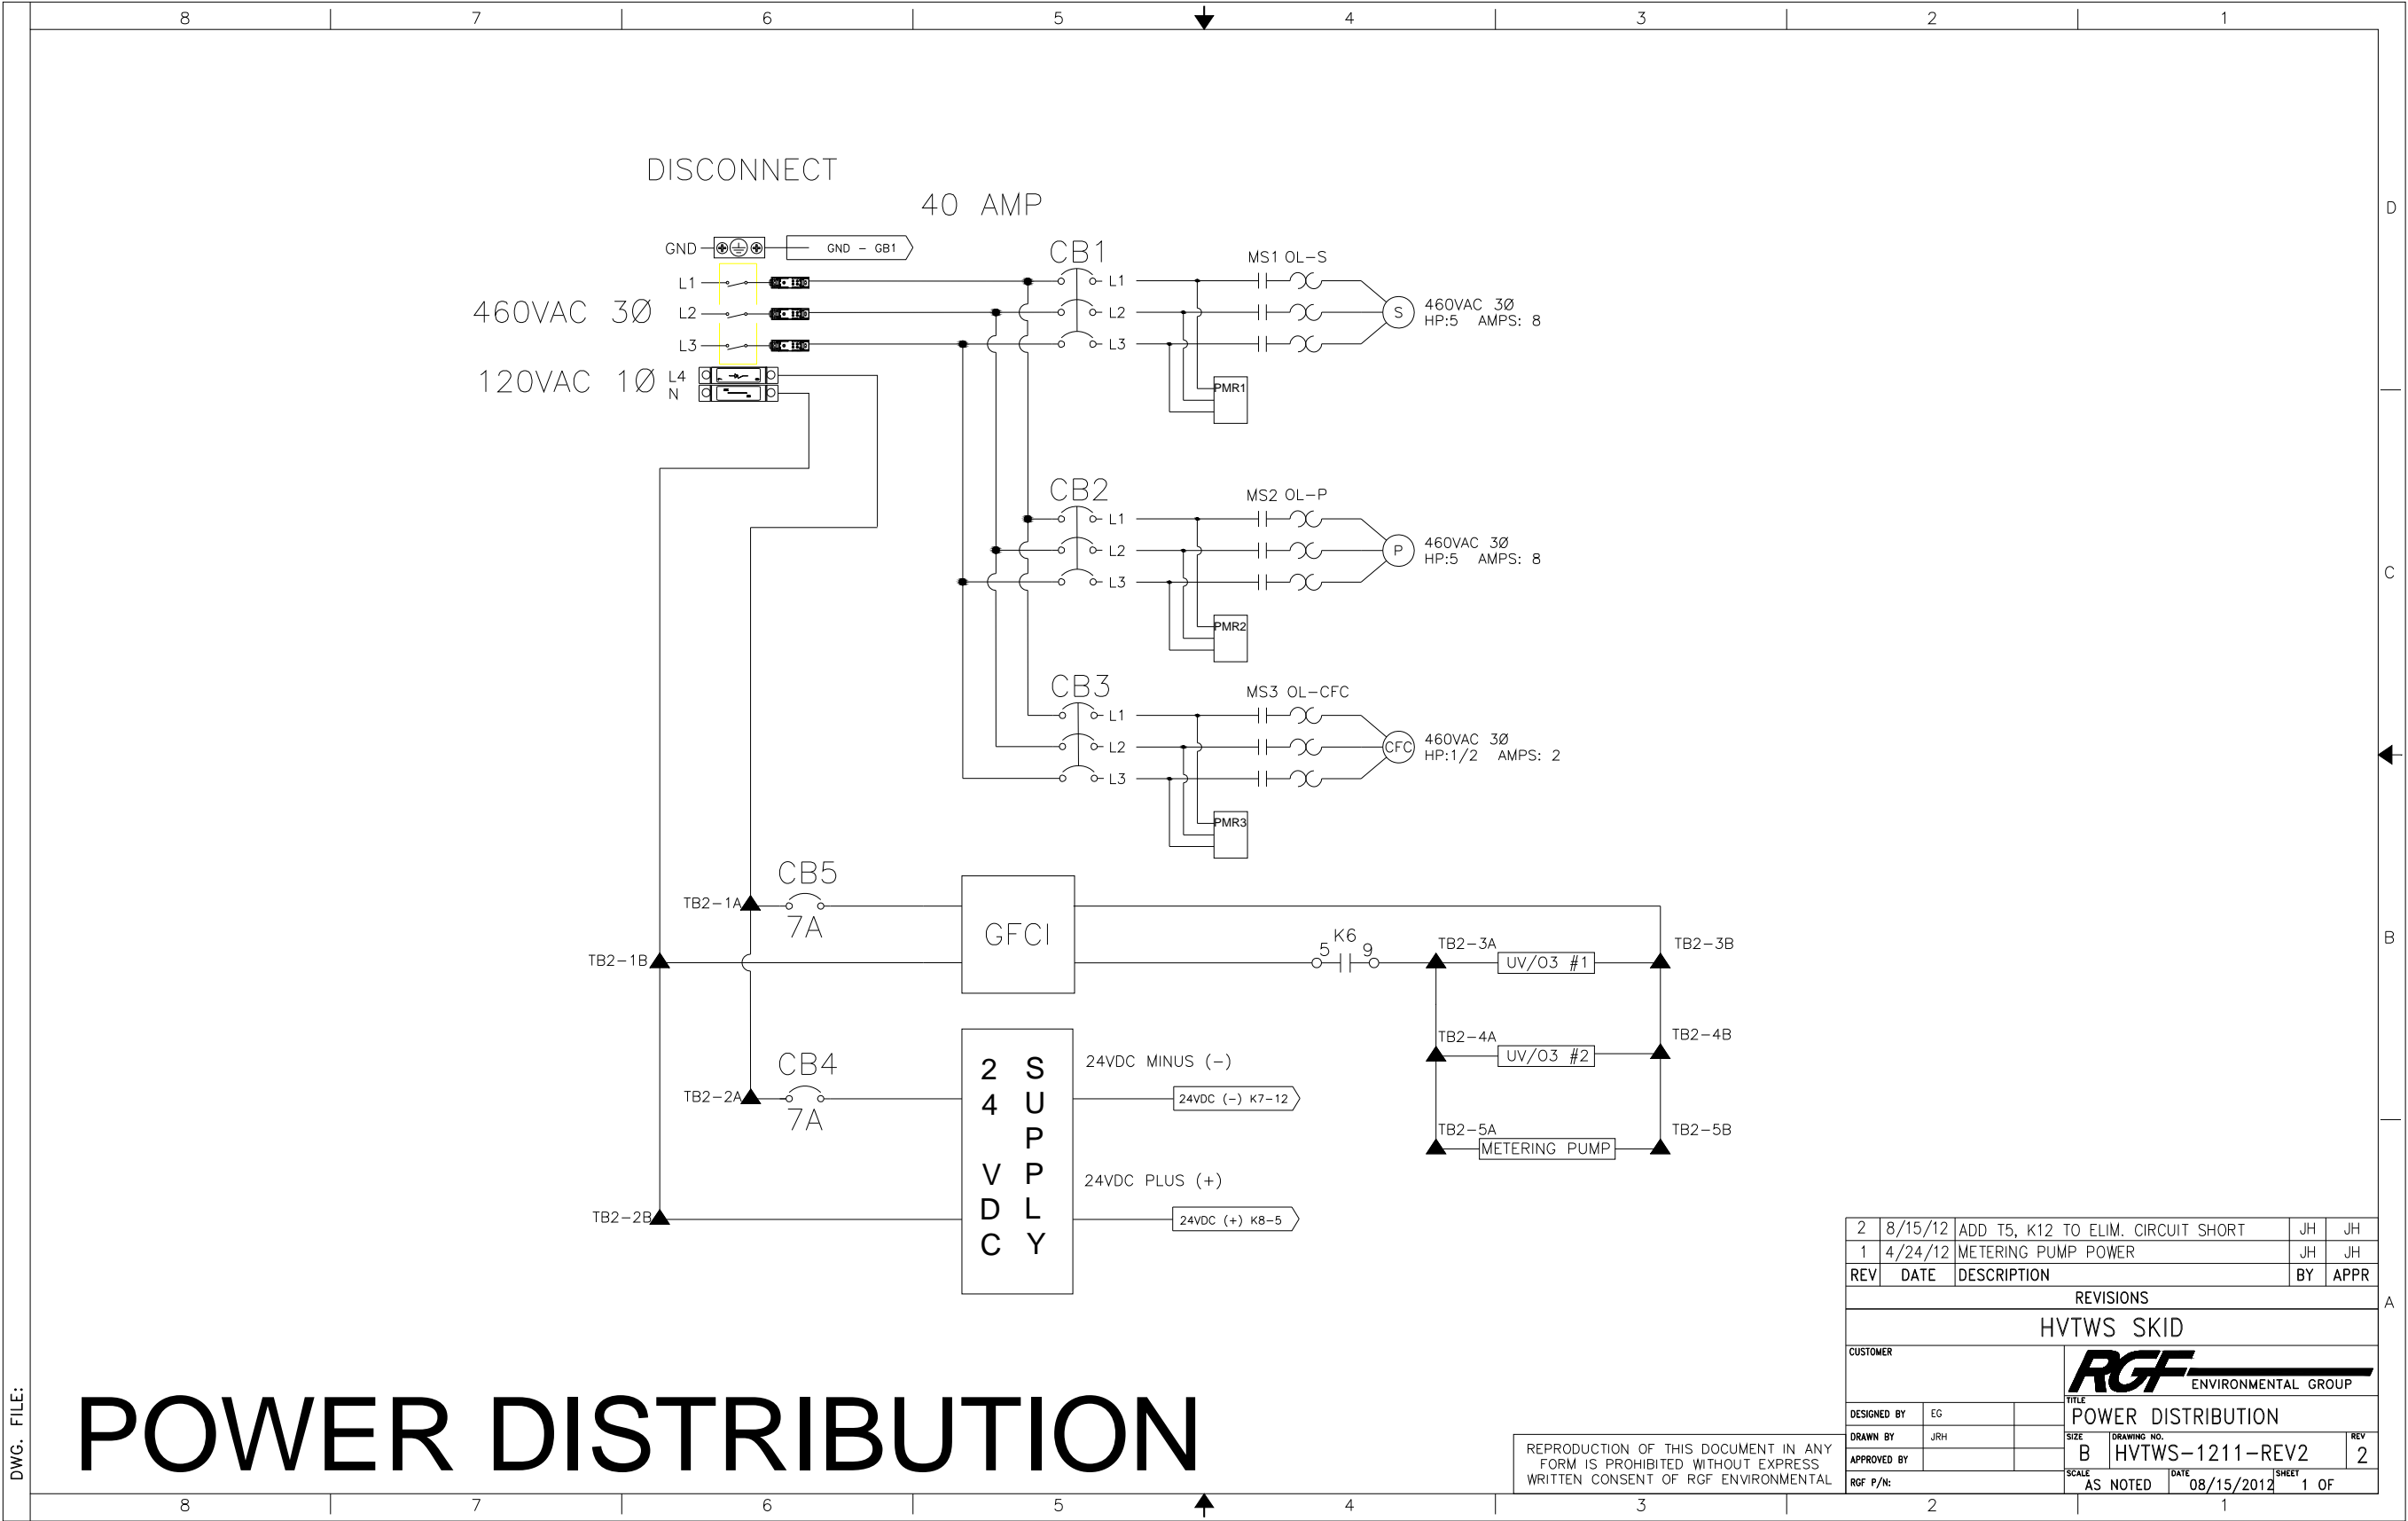 8 7 6 5 4 3 2 1
DISCONNECT
40 AMP
GND
GND - GB1
CB1
MS1 OL-S
L1
L1
460VAC 3Ø
L2
L2
S
460VAC 3Ø
HP:5 AMPS: 8
L3
L3
120VAC 1Ø
L4
N
PMR1
D
CB2
MS2 OL-P
L1
L2
P
460VAC 3Ø
HP:5 AMPS: 8
L3
C
PMR2
CB3
MS3 OL-CFC
L1
L2
CFC
460VAC 3Ø
HP:1/2 AMPS: 2
L3
PMR3
CB5
TB2-1A
7A
GFCI
K6
5 9
TB2-3A
TB2-3B
B
TB2-1B
UV/O3 #1
TB2-4A
TB2-4B
UV/O3 #2
CB4
24 VDC
SUPPLY
24VDC MINUS (-)
TB2-2A
24VDC (-) K7-12
7A
TB2-5A
TB2-5B
METERING PUMP
24VDC PLUS (+)
TB2-2B
24VDC (+) K8-5
2 8/15/12 ADD T5, K12 TO ELIM. CIRCUIT SHORT JH JH
1 4/24/12 METERING PUMP POWER JH JH
REV DATE DESCRIPTION BY APPR
REVISIONS
A
HVTWS SKID
CUSTOMER
RGF
ENVIRONMENTAL GROUP
TITLE
POWER DISTRIBUTION
DESIGNED BY EG
DRAWN BY JRH
APPROVED BY
RGF P/N:
SIZE
B
DRAWING NO.
HVTWS-1211-REV2
REV
2
SCALE
AS NOTED
DATE
08/15/2012
SHEET
1 OF
DWG. FILE:
POWER DISTRIBUTION
REPRODUCTION OF THIS DOCUMENT IN ANY
FORM IS PROHIBITED WITHOUT EXPRESS
WRITTEN CONSENT OF RGF ENVIRONMENTAL
8 7 6 5 4 3 2 1